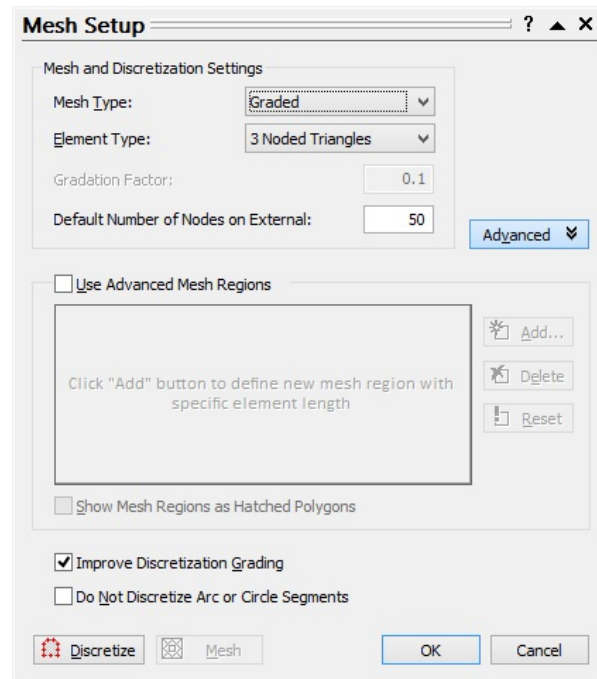 Mesh Setup ?
Mesh and Discretization Settings
Mesh Type: Graded
Element Type: 3 Noded Triangles
Gradation Factor: 0.1
Default Number of Nodes on External: 50
Advanced
Use Advanced Mesh Regions
Add...
Click "Add" button to define new mesh region with
specific element length
Delete
Reset
Show Mesh Regions as Hatched Polygons
Improve Discretization Grading
Do Not Discretize Arc or Circle Segments
Discretize Mesh OK Cancel